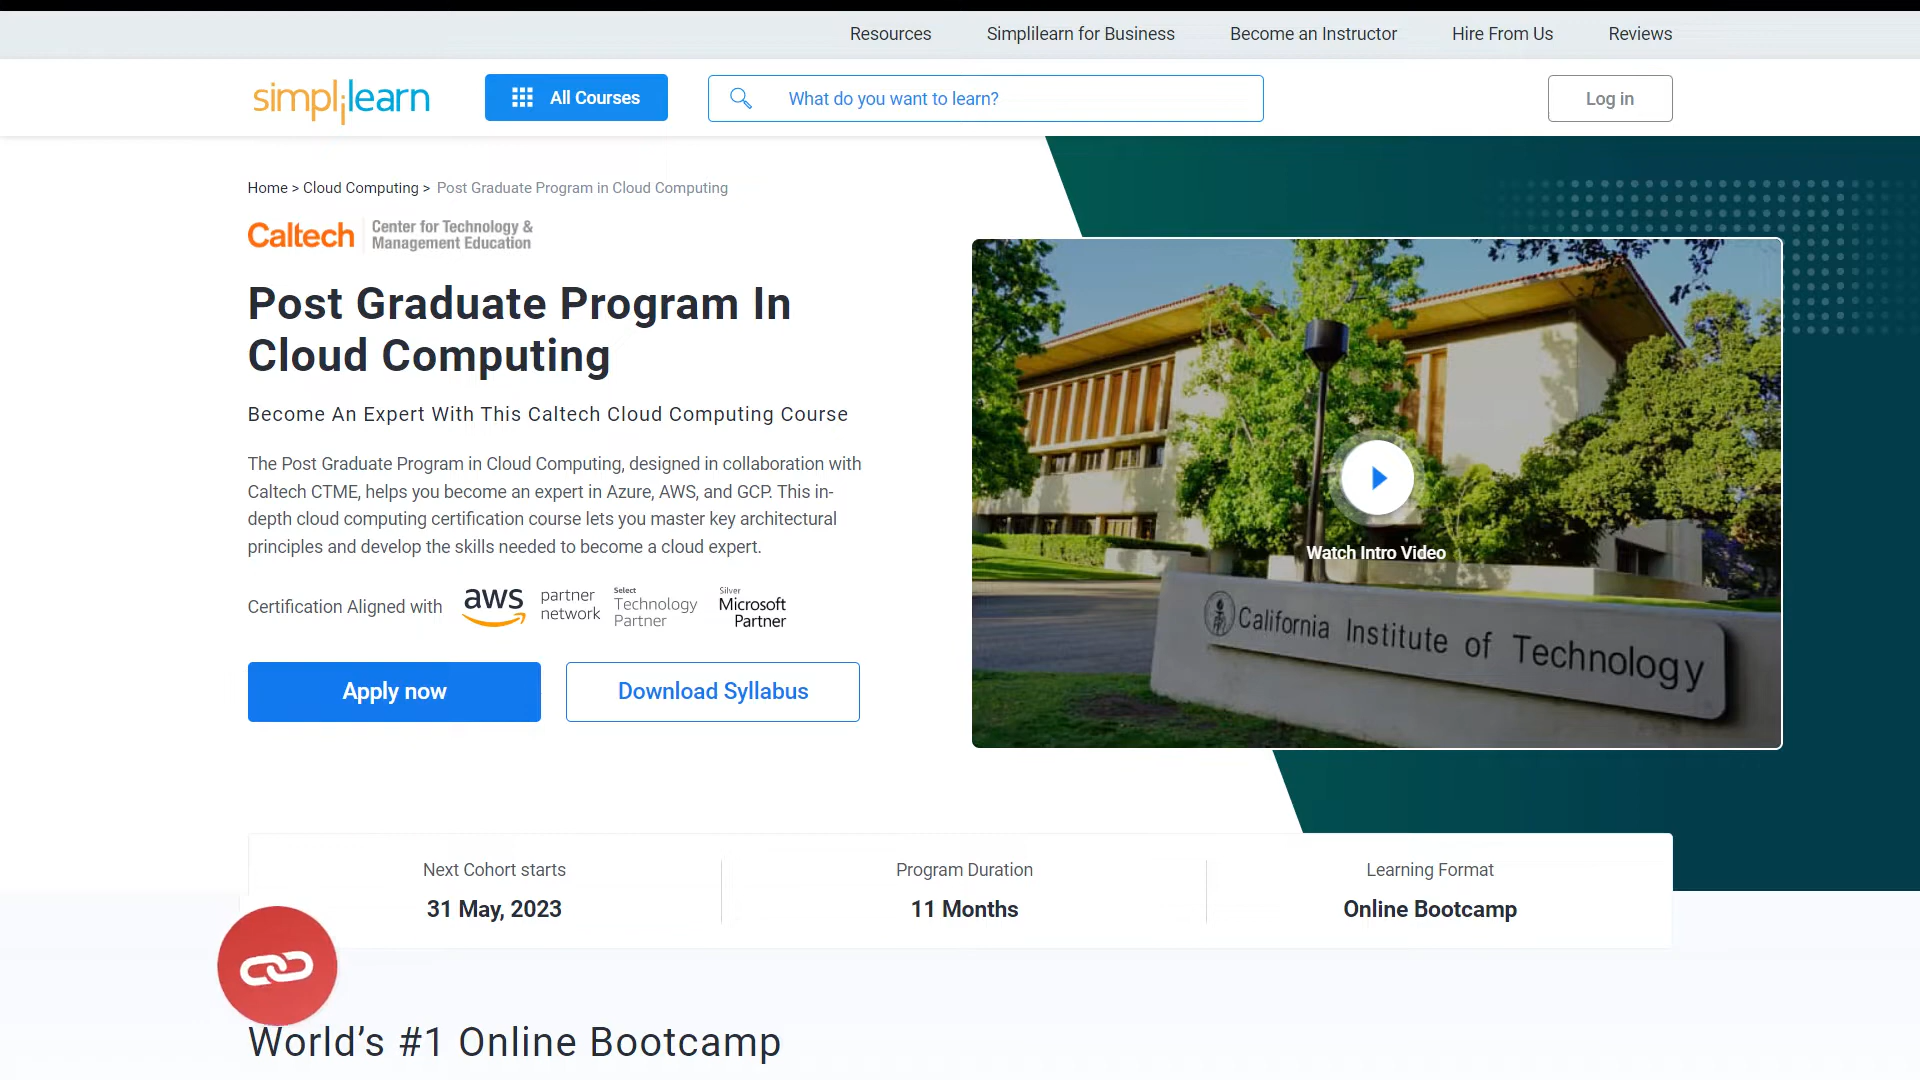 Resources Simplilearn for Business Become an Instructor Hire From Us Reviews
simplilearn All Courses What do you want to learn? Log in
Home > Cloud Computing > Post Graduate Program in Cloud Computing
Caltech Center for Technology &
Management Education
Post Graduate Program In
Cloud Computing
Become An Expert With This Caltech Cloud Computing Course
The Post Graduate Program in Cloud Computing, designed in collaboration with
Caltech CTME, helps you become an expert in Azure, AWS, and GCP. This in-
depth cloud computing certification course lets you master key architectural
principles and develop the skills needed to become a cloud expert.
Certification Aligned with
aws partner
network
Select
Technology
Partner
Silver
Microsoft
Partner
Apply now Download Syllabus
Watch Intro Video
California Institute of Technology
Next Cohort starts
31 May, 2023
Program Duration
11 Months
Learning Format
Online Bootcamp
World’s #1 Online Bootcamp